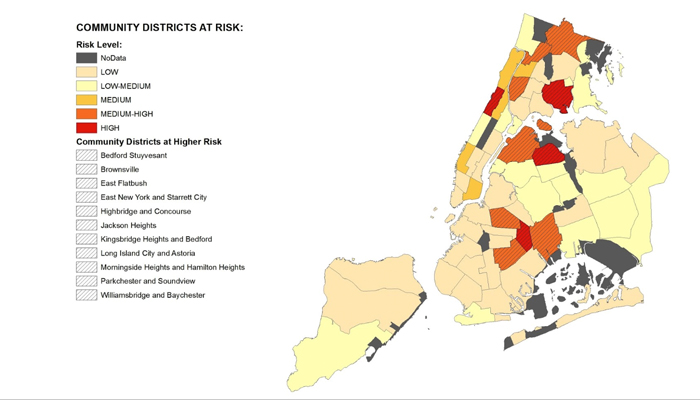 COMMUNITY DISTRICTS AT RISK:
Risk Level:
NoData
LOW
LOW-MEDIUM
MEDIUM
MEDIUM-HIGH
HIGH
Community Districts at Higher Risk
Bedford Stuyvesant
Brownsville
East Flatbush
East New York and Starrett City
Highbridge and Concourse
Jackson Heights
Kingsbridge Heights and Bedford
Long Island City and Astoria
Morningside Heights and Hamilton Heights
Parkchester and Soundview
Williamsbridge and Baychester